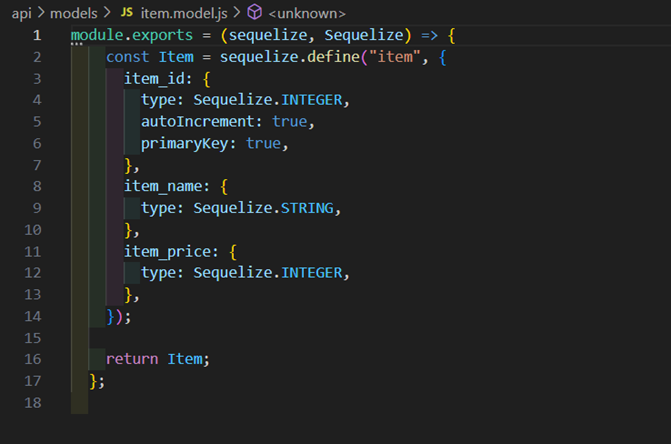 api > models > JS item.model.js > <unknown>
1 module.exports = (sequelize, Sequelize) => {
2 const Item = sequelize.define("item", {
3 item_id: {
4 type: Sequelize.INTEGER,
5 autoIncrement: true,
6 primaryKey: true,
7 },
8 item_name: {
9 type: Sequelize.STRING,
10 },
11 item_price: {
12 type: Sequelize.INTEGER,
13 },
14 });
15
16 return Item;
17 };
18